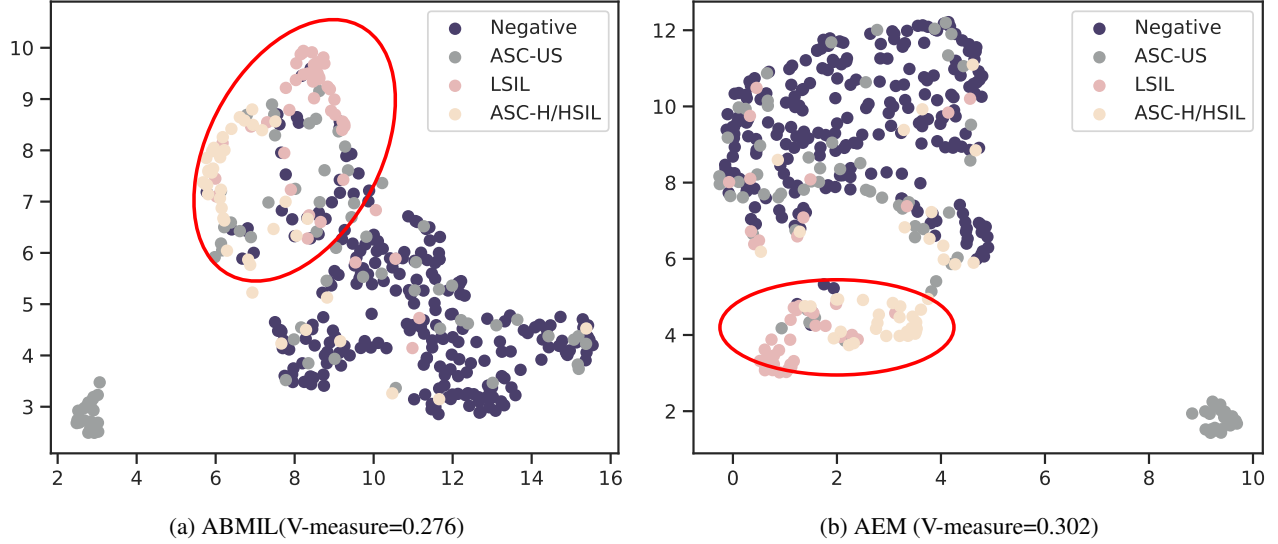 Negative
ASC-US
LSIL
ASC-H/HSIL
10
9
8
7
6
5
4
3
2 4 6 8 10 12 14 16
(a) ABMIL(V-measure=0.276)
Negative
ASC-US
LSIL
ASC-H/HSIL
12
10
8
6
4
2
0 2 4 6 8 10
(b) AEM (V-measure=0.302)